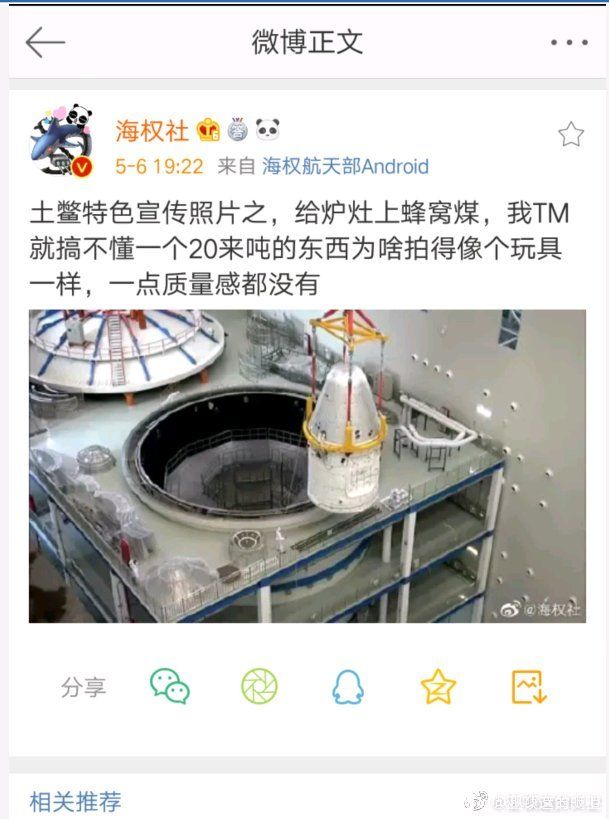 微博正文
海权社
答
5-6 19:22 来自 海权航天部Android
土鳖特色宣传照片之，给炉灶上蜂窝煤，我TM
就搞不懂一个20来吨的东西为啥拍得像个玩具
一样，一点质量感都没有
@海权社
分享
相关推荐